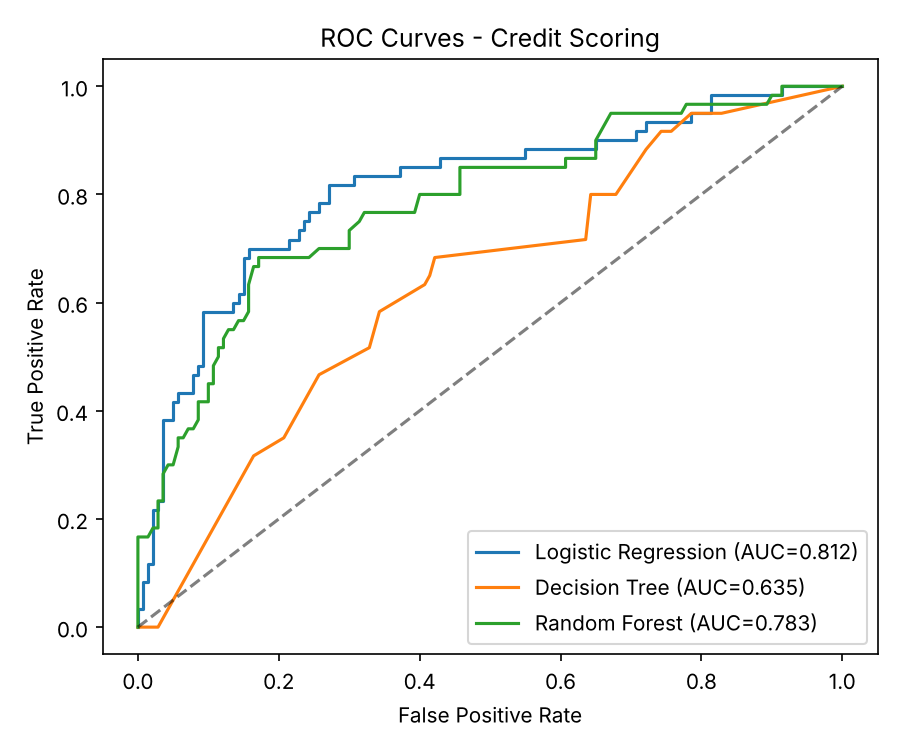 ROC Curves - Credit Scoring
True Positive Rate
1.0
0.8
0.6
0.4
0.2
0.0
Logistic Regression (AUC=0.812)
Decision Tree (AUC=0.635)
Random Forest (AUC=0.783)
0.0 0.2 0.4 0.6 0.8 1.0
False Positive Rate